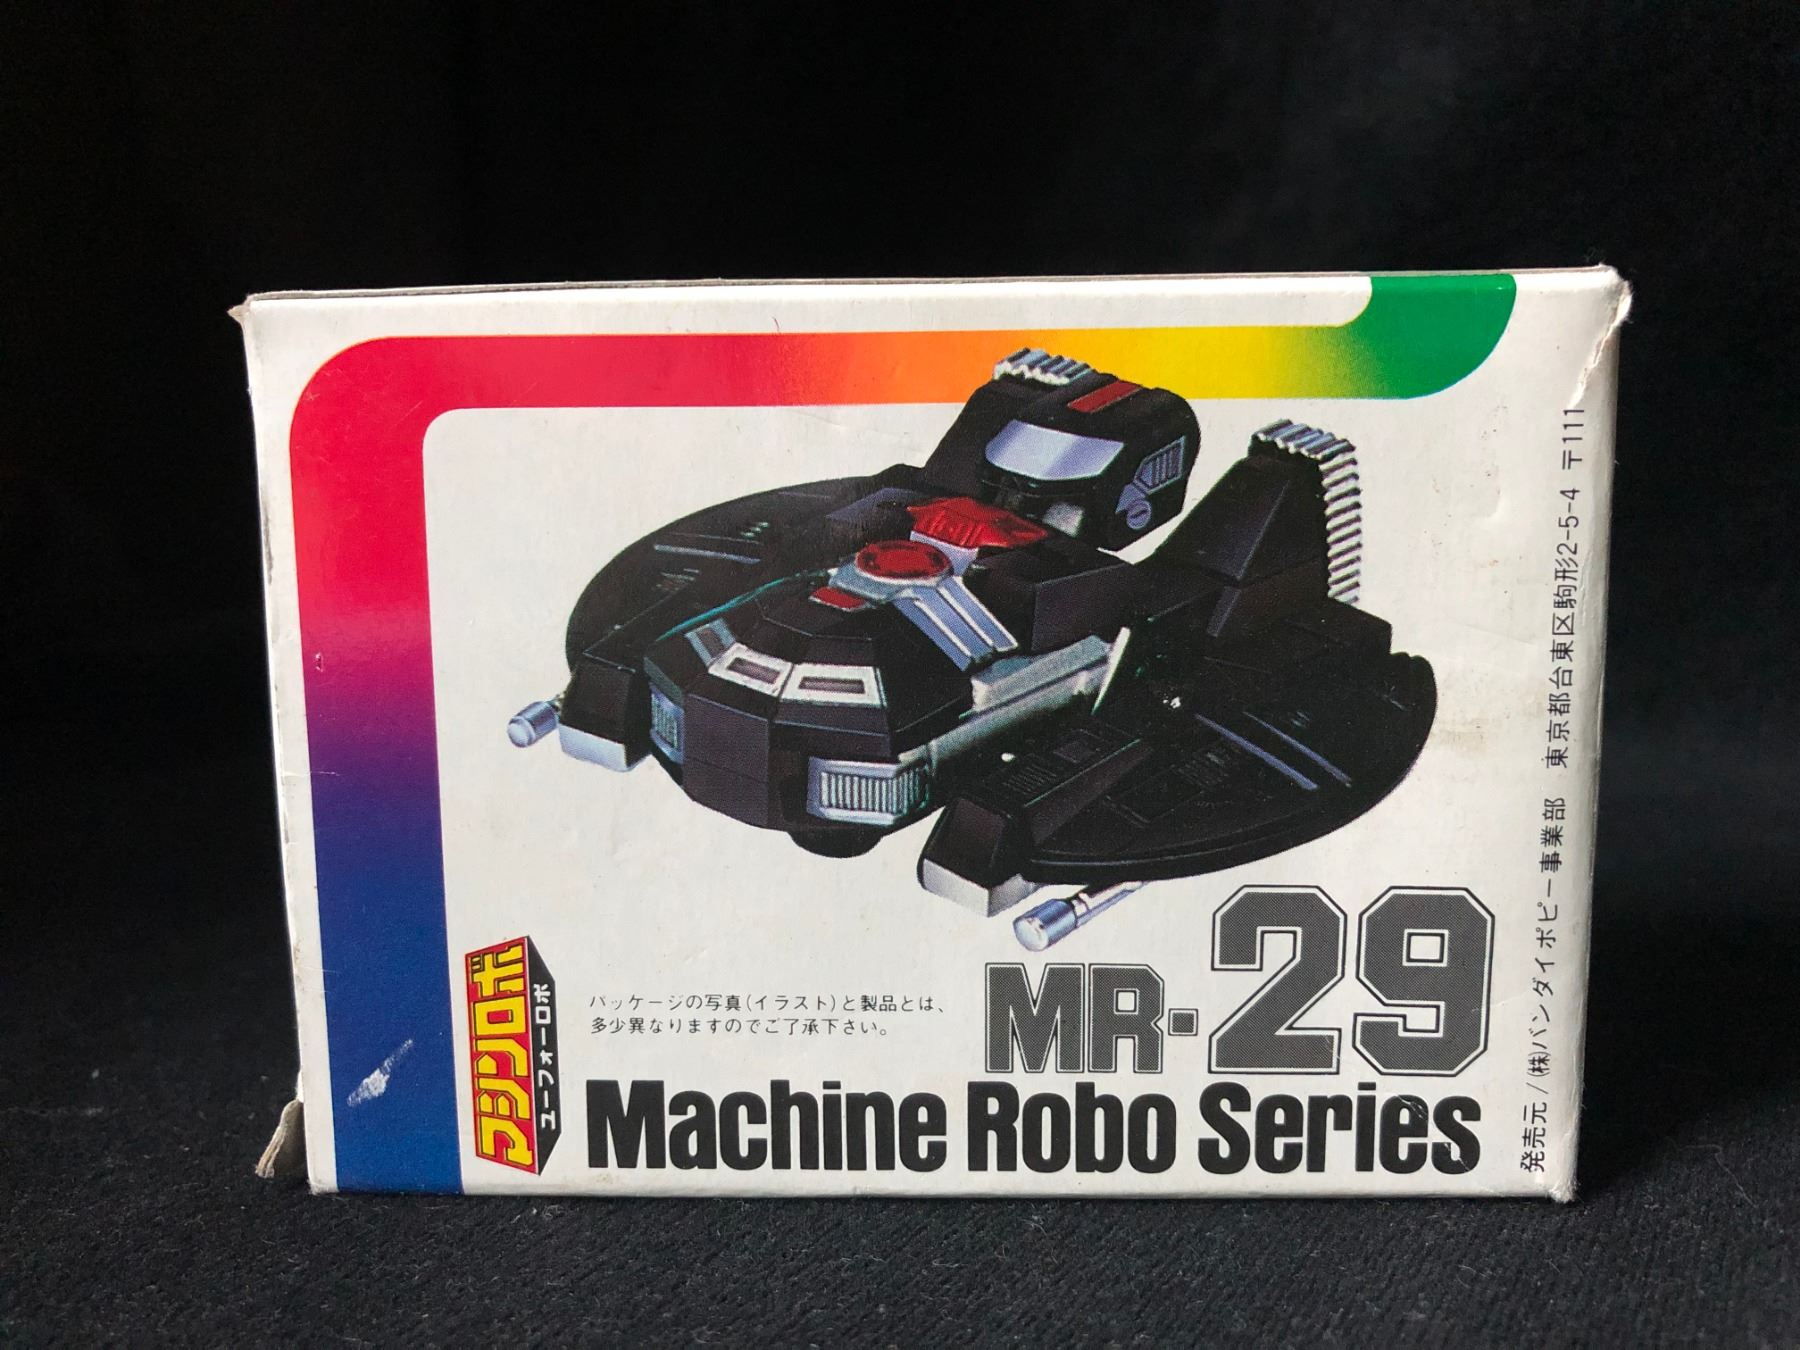 パッケージの写真(イラスト)と製品とは、
多少異なりますのでご了承下さい。
MR-29
Machine Robo Series
マシンロボ
ユーフォーロボ
発売元/(株)バンダイポピー事業部 東京都台東区駒形2-5-4 〒111